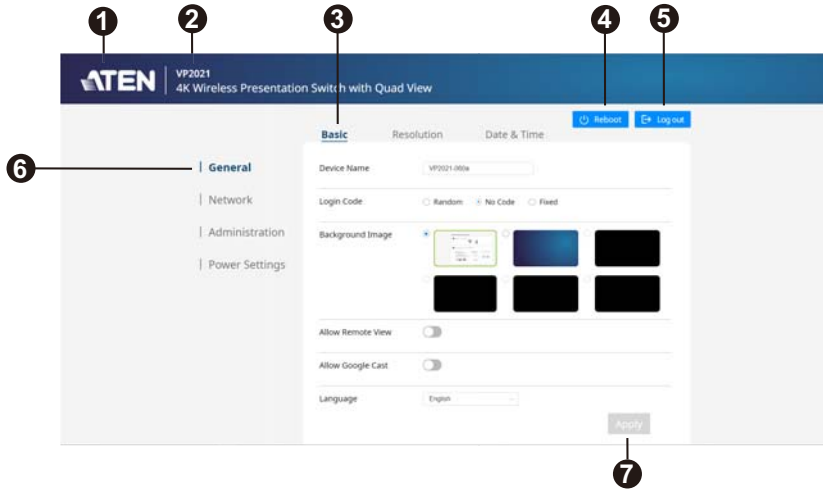 1 2 3 4 5
ATEN
VP2021
4K Wireless Presentation Switch with Quad View
Reboot Log out
Basic Resolution Date & Time
6
General
Network
Administration
Power Settings
Device Name VP2021-060e
Login Code Random No Code Fixed
Background Image
Allow Remote View
Allow Google Cast
Language English
Apply
7